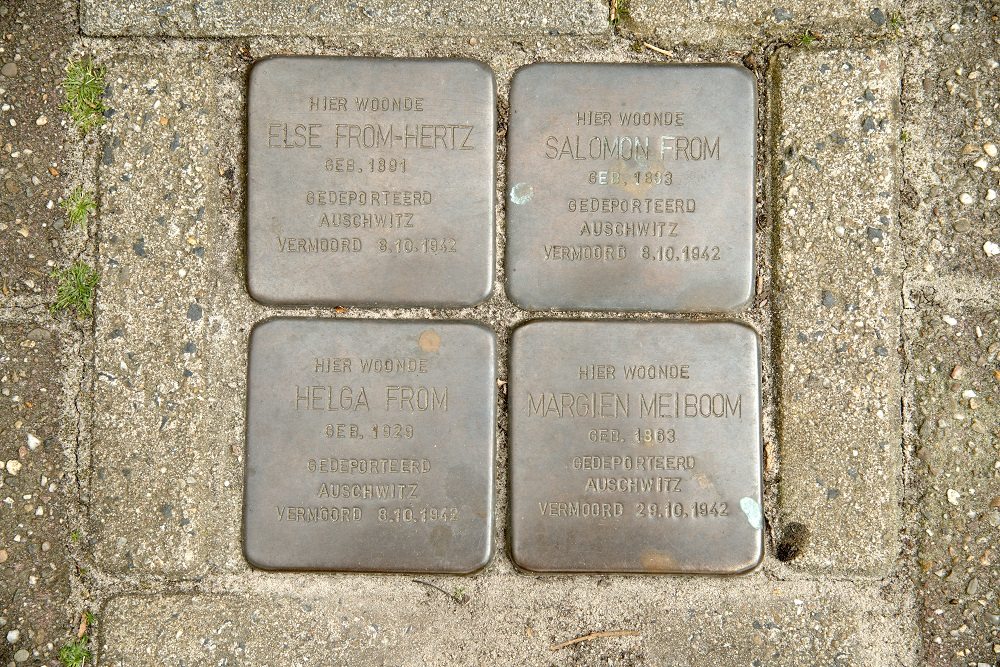 HIER WOONDE
ELSE FROM-HERTZ
GEB. 1891
GEDEPORTEERD
AUSCHWITZ
VERMOORD 8.10.1942
HIER WOONDE
SALOMON FROM
GEB. 1893
GEDEPORTEERD
AUSCHWITZ
VERMOORD 8.10.1942
HIER WOONDE
HELGA FROM
GEB. 1929
GEDEPORTEERD
AUSCHWITZ
VERMOORD 8.10.1942
HIER WOONDE
MARGIEN MEIBOOM
GEB. 1863
GEDEPORTEERD
AUSCHWITZ
VERMOORD 29.10.1942